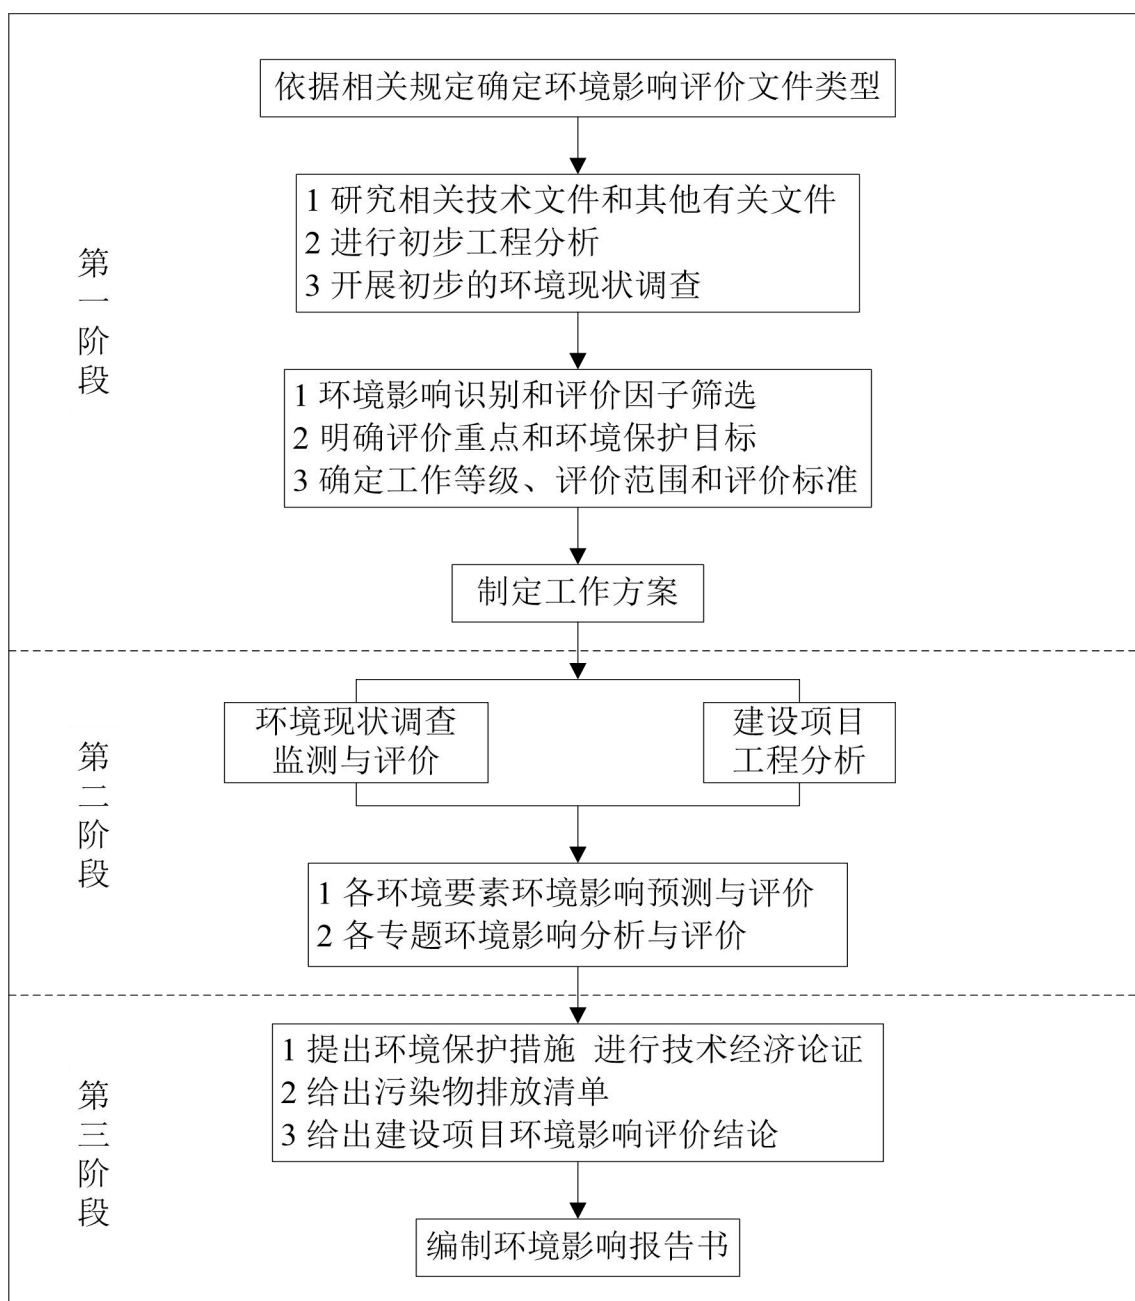 依据相关规定确定环境影响评价文件类型
1 研究相关技术文件和其他有关文件
2 进行初步工程分析
3 开展初步的环境现状调查
第一阶段
1 环境影响识别和评价因子筛选
2 明确评价重点和环境保护目标
3 确定工作等级、评价范围和评价标准
制定工作方案
环境现状调查
监测与评价
建设项目
工程分析
第二阶段
1 各环境要素环境影响预测与评价
2 各专题环境影响分析与评价
1 提出环境保护措施 进行技术经济论证
2 给出污染物排放清单
3 给出建设项目环境影响评价结论
第三阶段
编制环境影响报告书